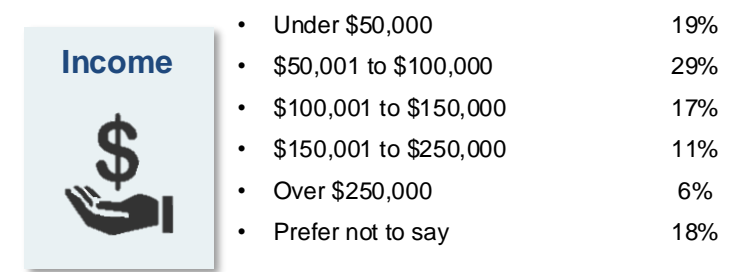 Income
$
• Under $50,000 19%
• $50,001 to $100,000 29%
• $100,001 to $150,000 17%
• $150,001 to $250,000 11%
• Over $250,000 6%
• Prefer not to say 18%